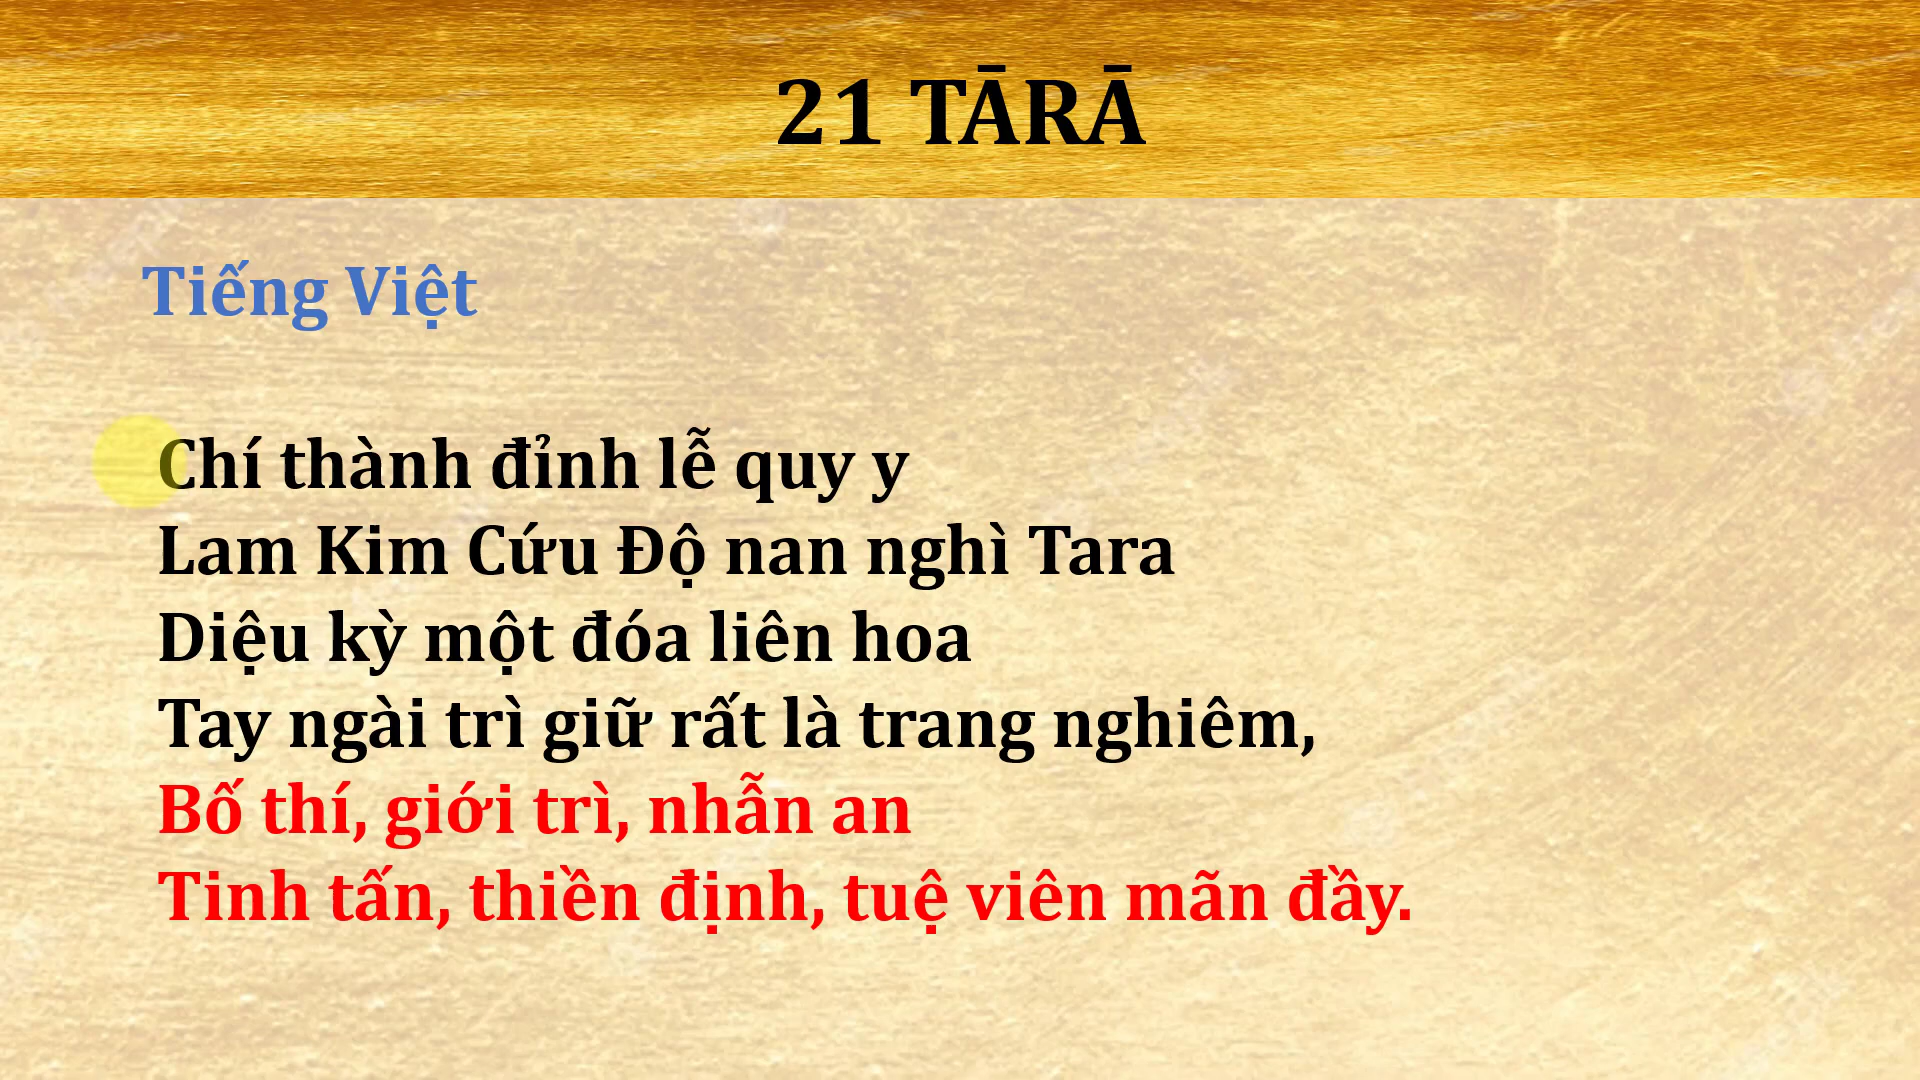 21 TĀRĀ
Tiếng Việt
Chí thành đỉnh lễ quy y
Lam Kim Cứu Độ nan nghì Tara
Diệu kỳ một đóa liên hoa
Tay ngài trì giữ rất là trang nghiêm,
Bố thí, giới trì, nhẫn an
Tinh tấn, thiền định, tuệ viên mãn đầy.